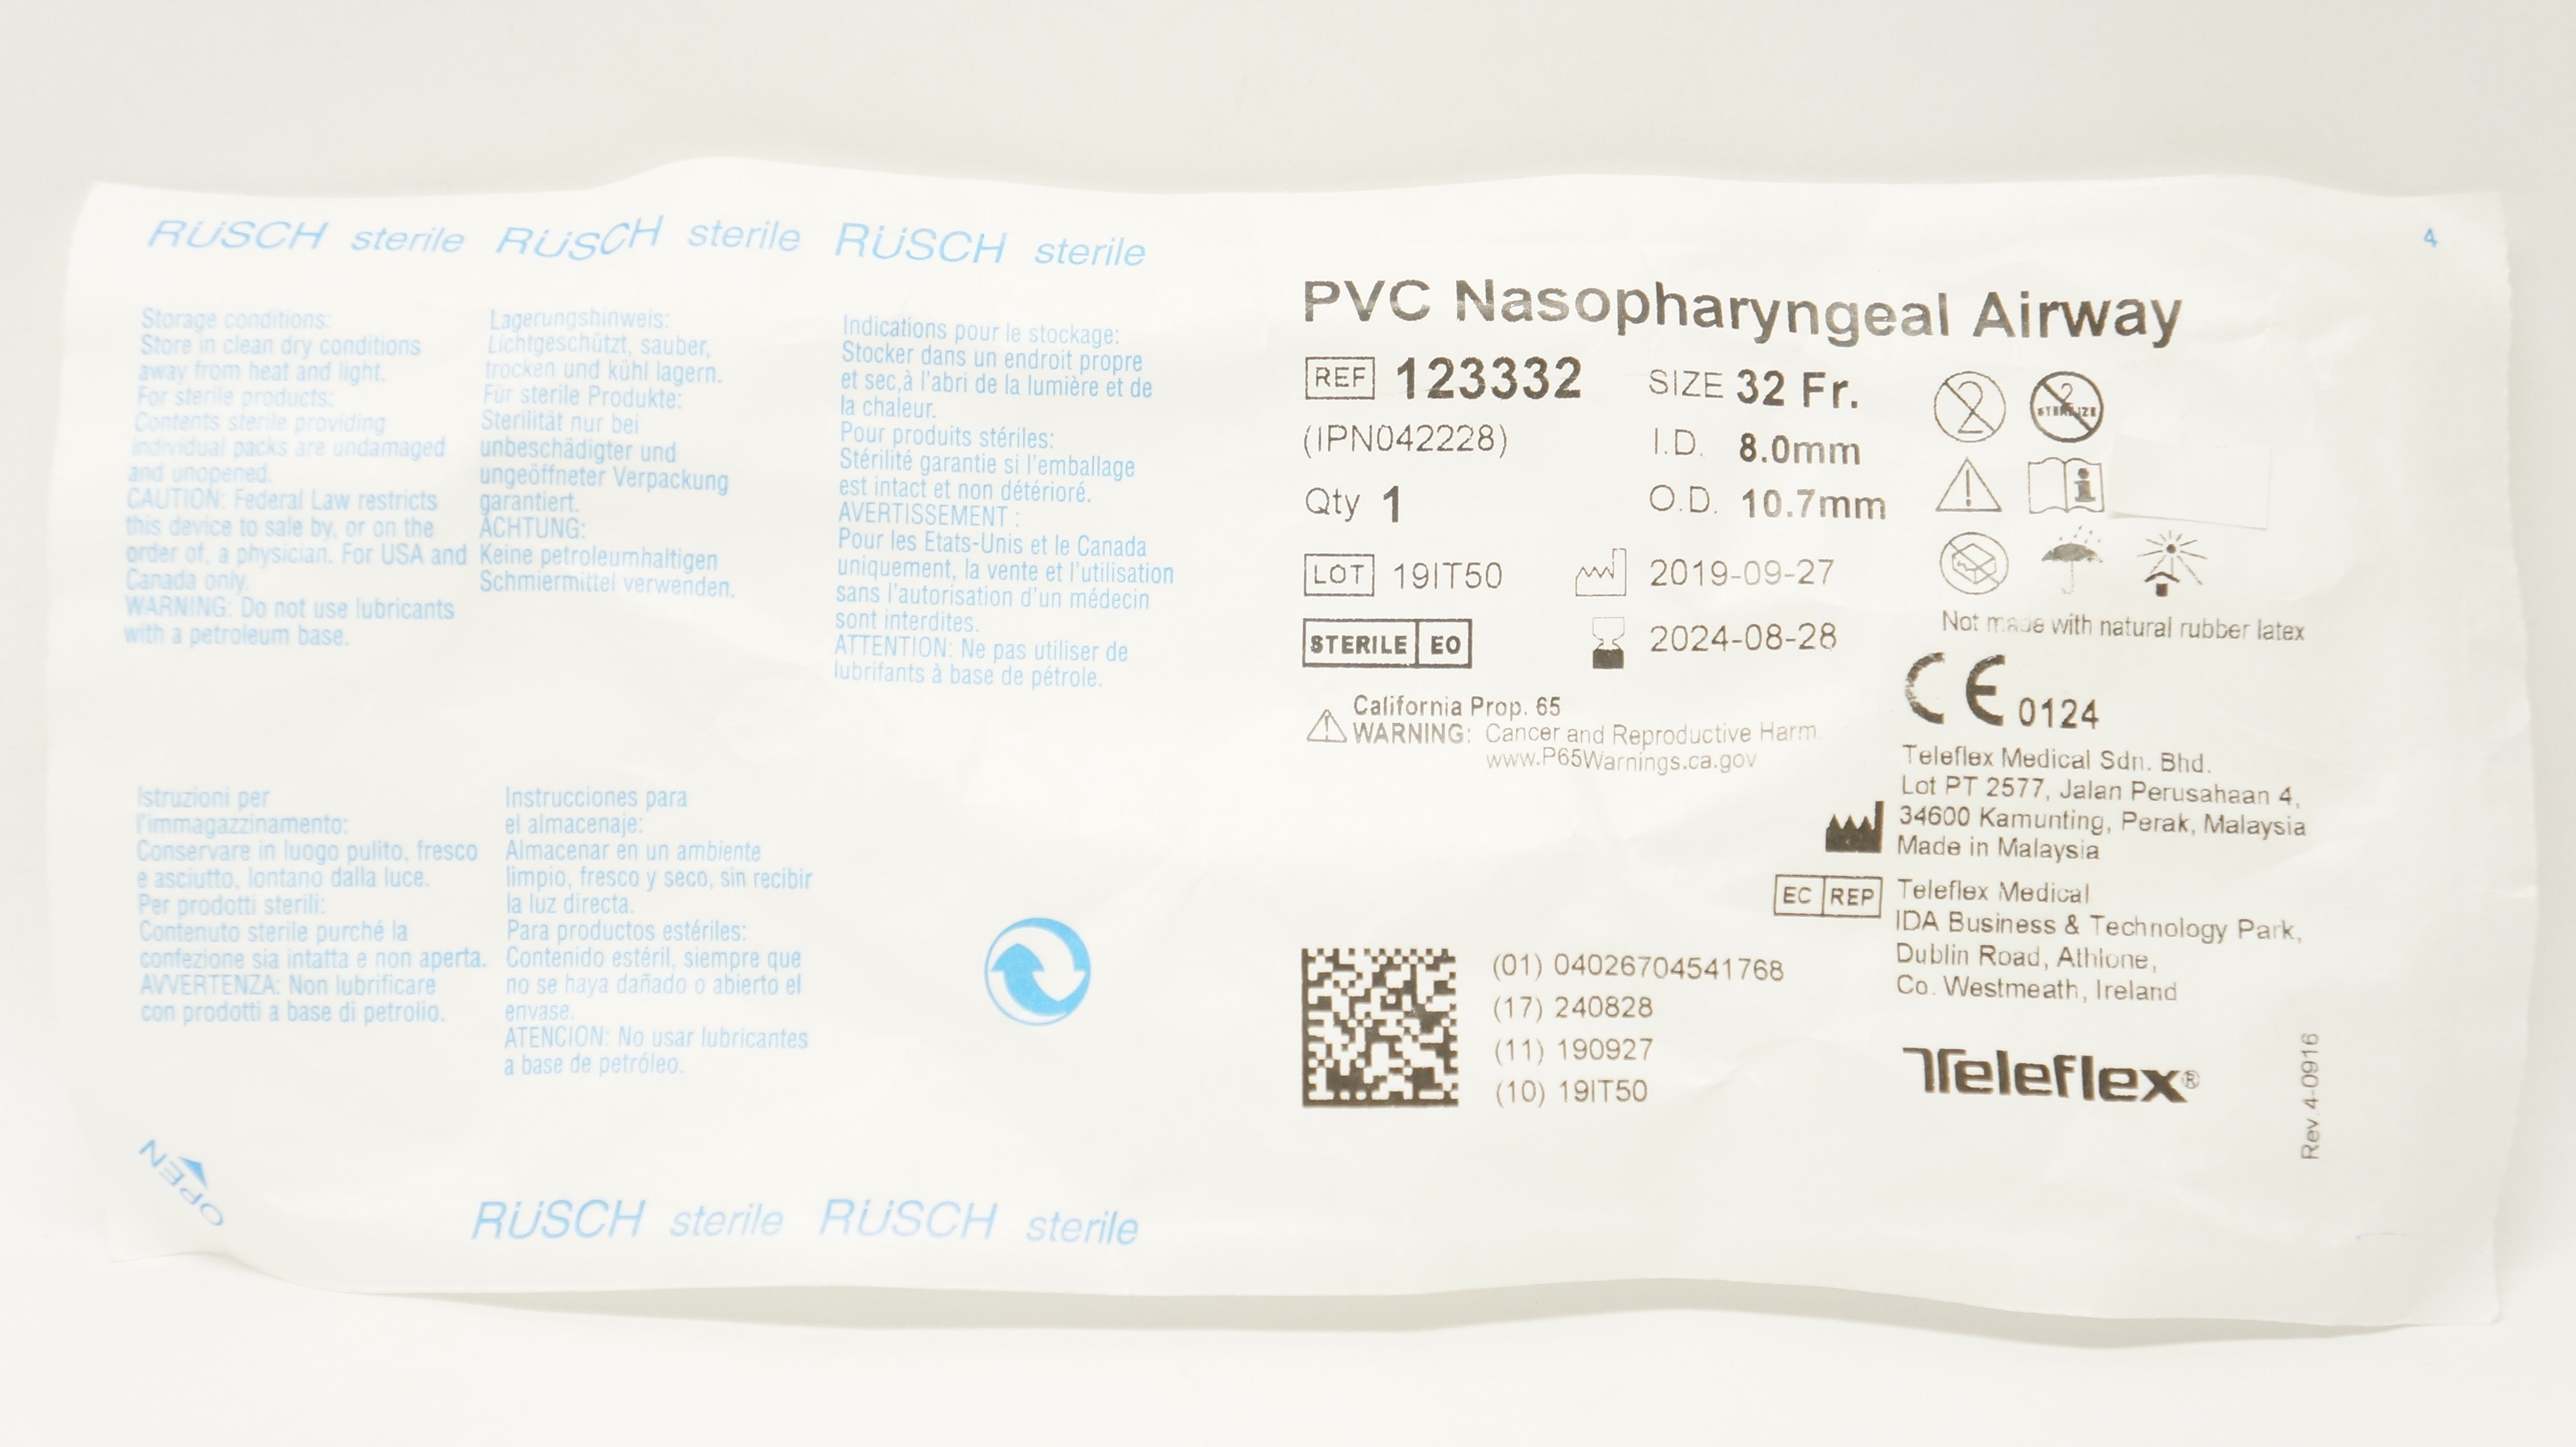 RÜSCH sterile RÜSCH sterile RÜSCH sterile
4
Storage conditions:
Store in clean dry conditions
away from heat and light.
For sterile products:
Contents sterile providing
individual packs are undamaged
and unopened.
CAUTION: Federal Law restricts
this device to sale by, or on the
order of, a physician. For USA and
Canada only.
WARNING: Do not use lubricants
with a petroleum base.
Lagerungshinweis:
Lichtgeschützt, sauber,
trocken und kühl lagern.
Für sterile Produkte:
Sterilität nur bei
unbeschädigter und
ungeöffneter Verpackung
garantiert.
ACHTUNG:
Keine petroleumhaltigen
Schmiermittel verwenden.
Indications pour le stockage:
Stocker dans un endroit propre
et sec,à l'abri de la lumière et de
la chaleur.
Pour produits stériles:
Stérilité garantie si l'emballage
est intact et non détérioré.
AVERTISSEMENT :
Pour les Etats-Unis et le Canada
uniquement, la vente et l'utilisation
sans l'autorisation d'un médecin
sont interdites.
ATTENTION: Ne pas utiliser de
lubrifants à base de pétrole.
Istruzioni per
l'immagazzinamento:
Conservare in luogo pulito, fresco
e asciutto, lontano dalla luce.
Per prodotti sterili:
Contenuto sterile purché la
confezione sia intatta e non aperta.
AVVERTENZA: Non lubrificare
con prodotti a base di petrolio.
Instrucciones para
el almacenaje:
Almacenar en un ambiente
limpio, fresco y seco, sin recibir
la luz directa.
Para productos estériles:
Contenido estéril, siempre que
no se haya dañado o abierto el
envase.
ATENCION: No usar lubricantes
a base de petróleo.
OPEN
RÜSCH sterile RÜSCH sterile
PVC Nasopharyngeal Airway
REF 123332 SIZE 32 Fr.
(IPN042228) I.D. 8.0mm
Qty 1 O.D. 10.7mm
LOT 19IT50 2019-09-27
STERILE EO 2024-08-28
2 STERILIZE
Not made with natural rubber latex
California Prop. 65
WARNING: Cancer and Reproductive Harm
www.P65Warnings.ca.gov
CE 0124
Teleflex Medical Sdn. Bhd.
Lot PT 2577, Jalan Perusahaan 4,
34600 Kamunting, Perak, Malaysia
Made in Malaysia
EC REP Teleflex Medical
IDA Business & Technology Park,
Dublin Road, Athlone,
Co. Westmeath, Ireland
(01) 04026704541768
(17) 240828
(11) 190927
(10) 19IT50
Teleflex®
Rev.4-0916